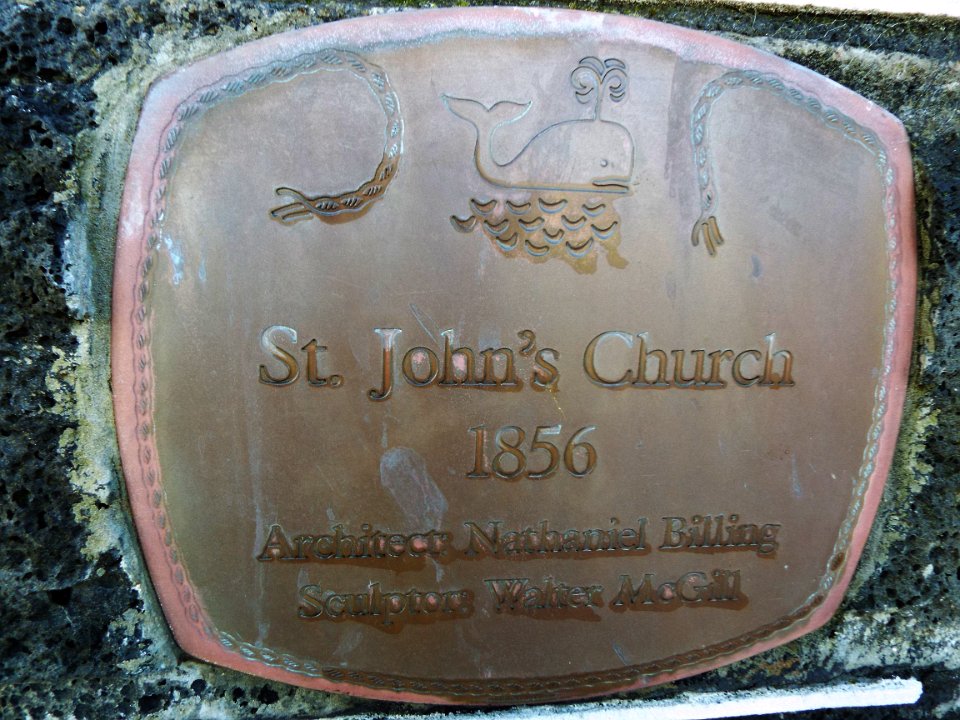 St. John's Church
1856
Architect: Nathaniel Billing
Sculptor: Walter McGill